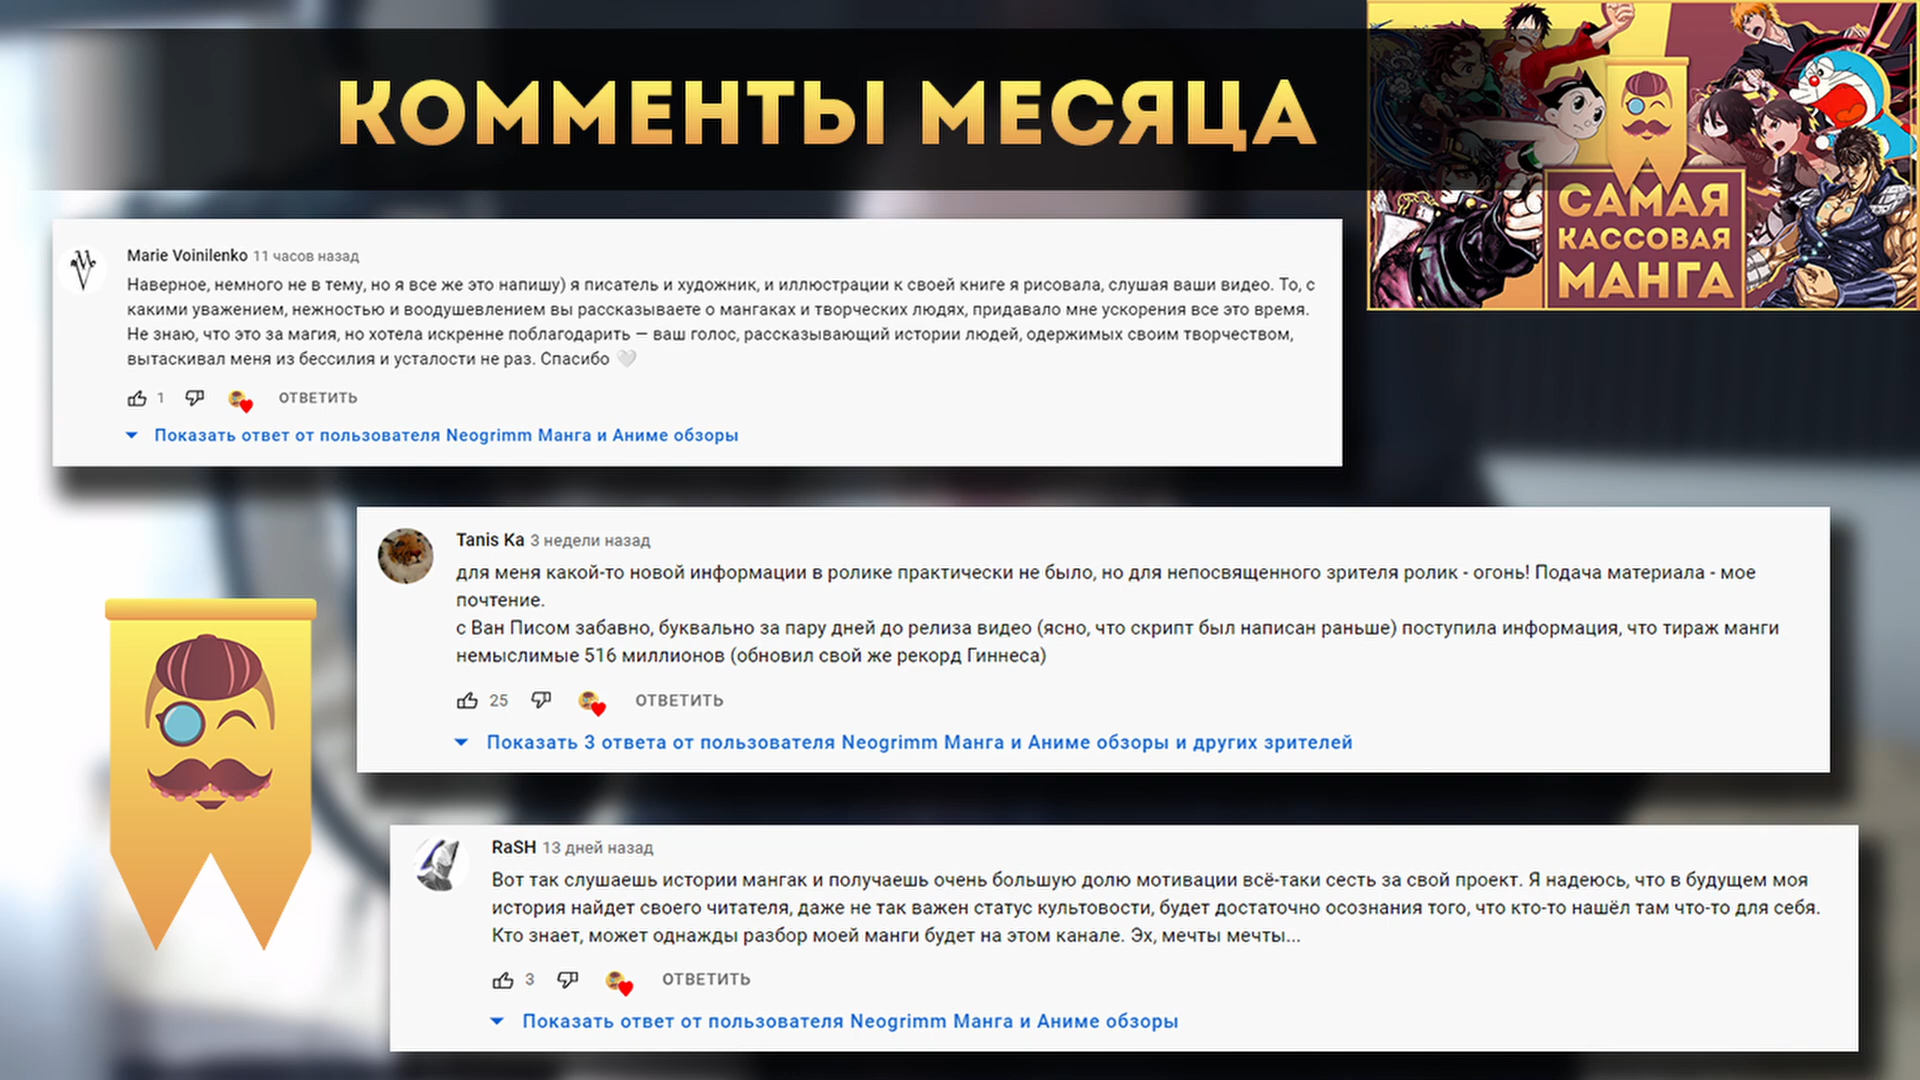 КОММЕНТЫ МЕСЯЦА
САМАЯ
КАССОВАЯ
МАНГА
Marie Voinilenko 11 часов назад
Наверное, немного не в тему, но я все же это напишу) я писатель и художник, и иллюстрации к своей книге я рисовала, слушая ваши видео. То, с
какими уважением, нежностью и воодушевлением вы рассказываете о мангаках и творческих людях, придавало мне ускорения все это время.
Не знаю, что это за магия, но хотела искренне поблагодарить — ваш голос, рассказывающий истории людей, одержимых своим творчеством,
вытаскивал меня из бессилия и усталости не раз. Спасибо 🤍
1 ОТВЕТИТЬ
Показать ответ от пользователя Neogrimm Манга и Аниме обзоры
Tanis Ka 3 недели назад
для меня какой-то новой информации в ролике практически не было, но для непосвященного зрителя ролик - огонь! Подача материала - мое
почтение.
с Ван Писом забавно, буквально за пару дней до релиза видео (ясно, что скрипт был написан раньше) поступила информация, что тираж манги
немыслимые 516 миллионов (обновил свой же рекорд Гиннеса)
25 ОТВЕТИТЬ
Показать 3 ответа от пользователя Neogrimm Манга и Аниме обзоры и других зрителей
RaSH 13 дней назад
Вот так слушаешь истории мангак и получаешь очень большую долю мотивации всё-таки сесть за свой проект. Я надеюсь, что в будущем моя
история найдет своего читателя, даже не так важен статус культовости, будет достаточно осознания того, что кто-то нашёл там что-то для себя.
Кто знает, может однажды разбор моей манги будет на этом канале. Эх, мечты мечты...
3 ОТВЕТИТЬ
Показать ответ от пользователя Neogrimm Манга и Аниме обзоры